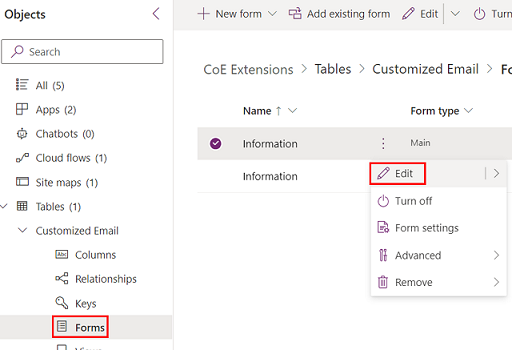 Objects
Search
All (5)
Apps (2)
Chatbots (0)
Cloud flows (1)
Site maps (1)
Tables (1)
Customized Email
Columns
Relationships
Keys
Forms
New form
Add existing form
Edit
Turn
CoE Extensions > Tables > Customized Email > Fo
Name ↑
Form type
Information
Main
Information
Edit
Turn off
Form settings
Advanced
Remove